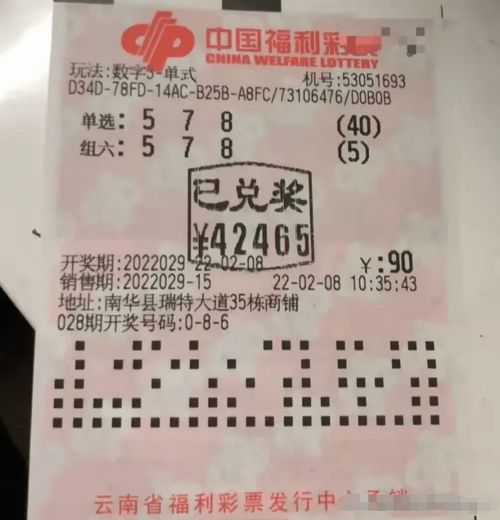 中国福利彩票
CHINA WELFARE LOTTERY
玩法:数字3-单式 机号:53051693
D34D-78FD-14AC-B25B-A8FC/73106476/D0B0B
单选: 5 7 8 (40)
组六: 5 7 8 (5)
已兑奖
¥42465
开奖期:2022029-22-02-08 ¥:90
销售期:2022029-15 22-02-08 10:35:43
地址:南华县瑞特大道35栋商铺
028期开奖号码:0-8-6
云南省福利彩票发行中心承销